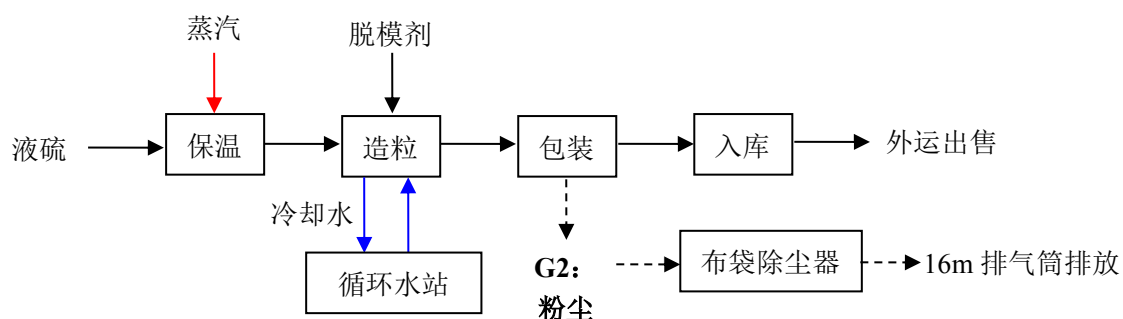 蒸汽
脱模剂
液硫
保温
造粒
包装
入库
外运出售
冷却水
循环水站
G2：
粉尘
布袋除尘器
16m 排气筒排放